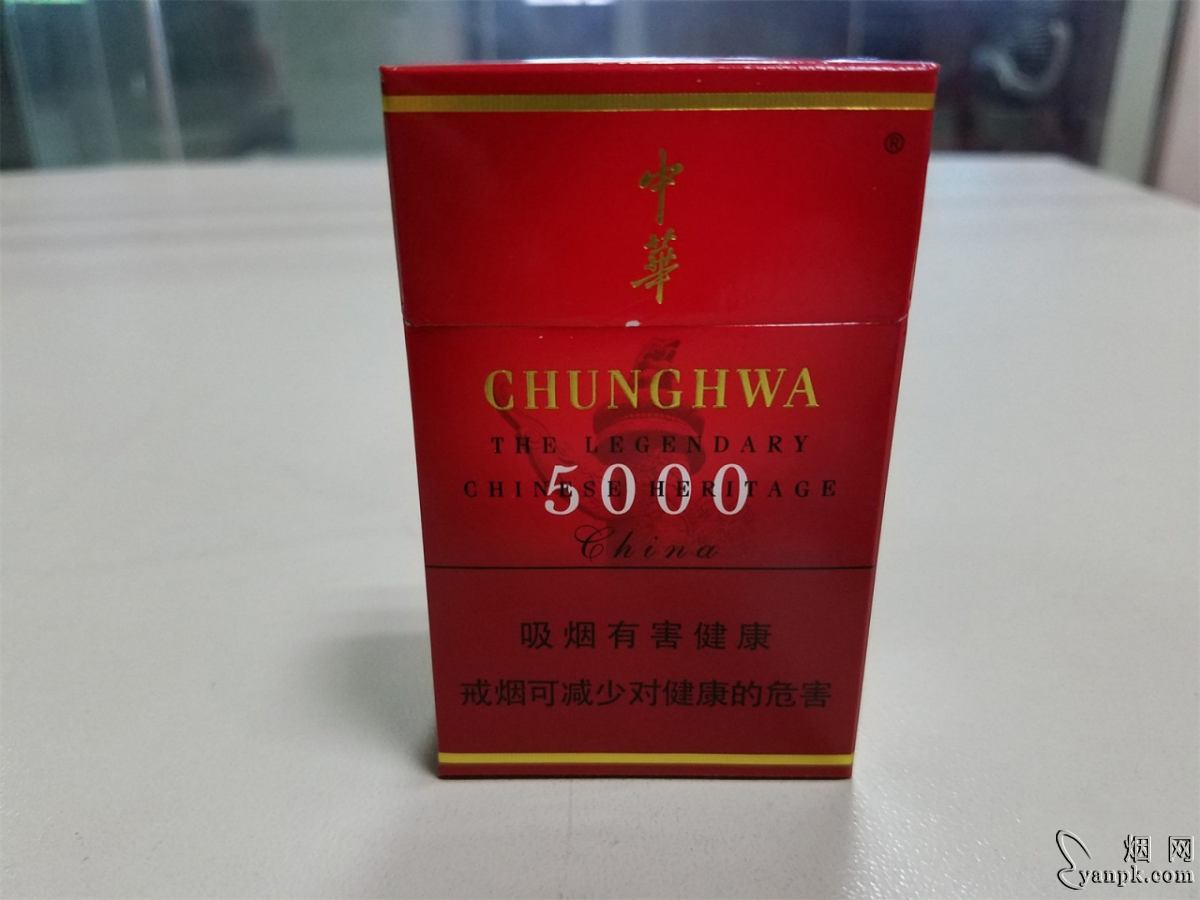 ®
中
華
CHUNGHWA
THE LEGENDARY
5000
CHINESE HERITAGE
China
吸烟有害健康
戒烟可减少对健康的危害
烟网
yanpk.com